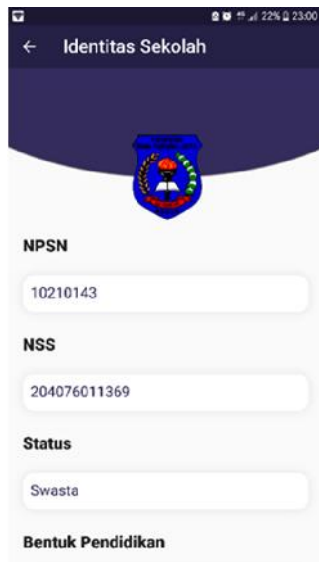 22% 23:00
Identitas Sekolah
NPSN
10210143
NSS
204076011369
Status
Swasta
Bentuk Pendidikan